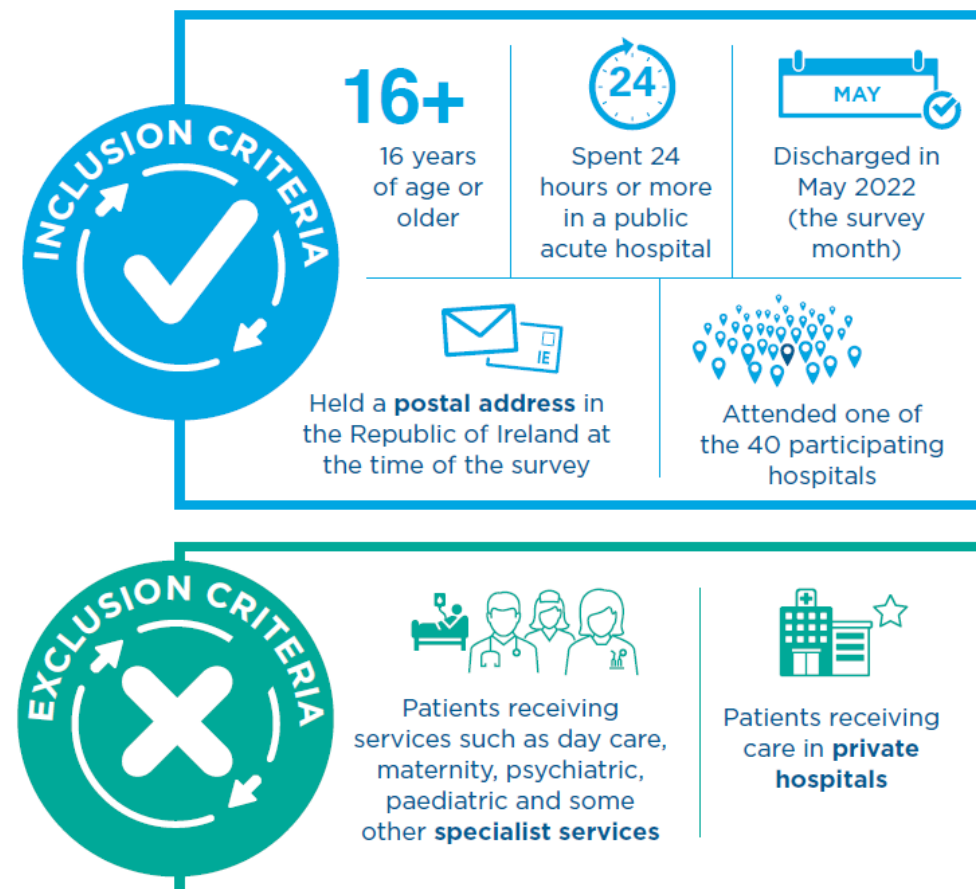 INCLUSION CRITERIA
16+
16 years
of age or
older
24
Spent 24
hours or more
in a public
acute hospital
MAY
Discharged in
May 2022
(the survey
month)
IE
Held a postal address in
the Republic of Ireland at
the time of the survey
Attended one of
the 40 participating
hospitals
EXCLUSION CRITERIA
Patients receiving
services such as day care,
maternity, psychiatric,
paediatric and some
other specialist services
Patients receiving
care in private
hospitals